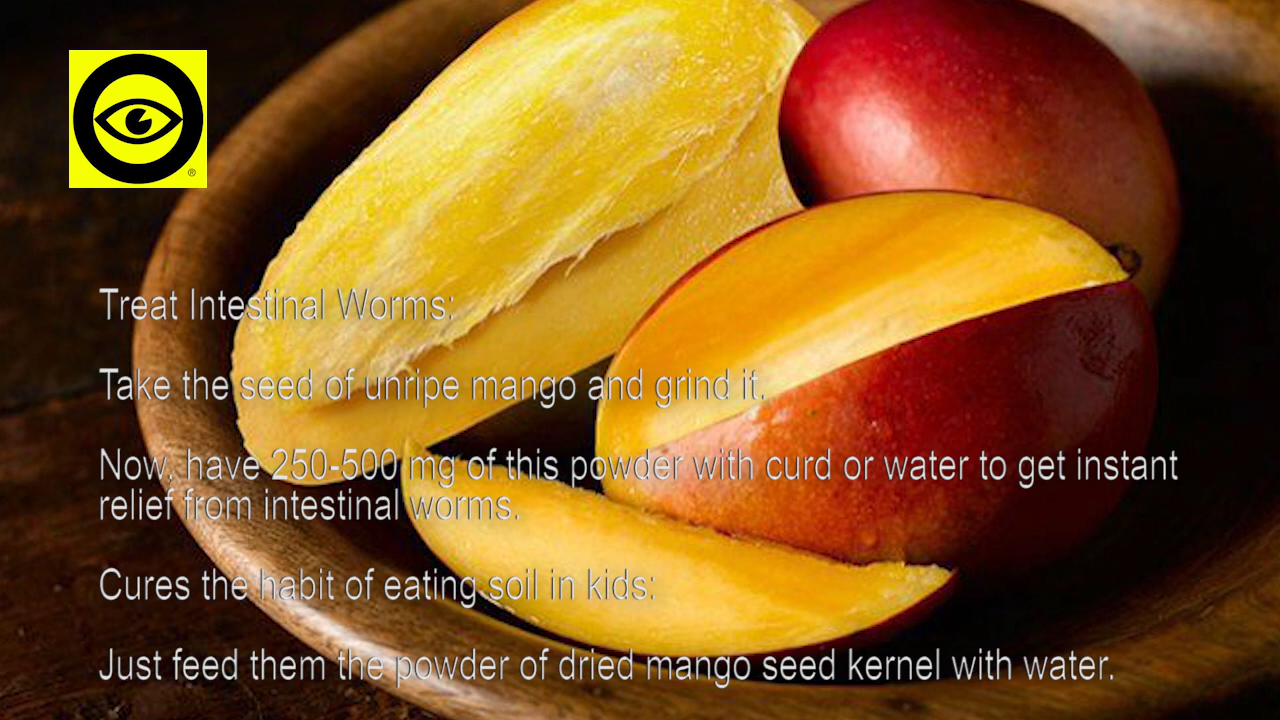 ®
Treat Intestinal Worms:
Take the seed of unripe mango and grind it.
Now, have 250-500 mg of this powder with curd or water to get instant
relief from intestinal worms.
Cures the habit of eating soil in kids:
Just feed them the powder of dried mango seed kernel with water.